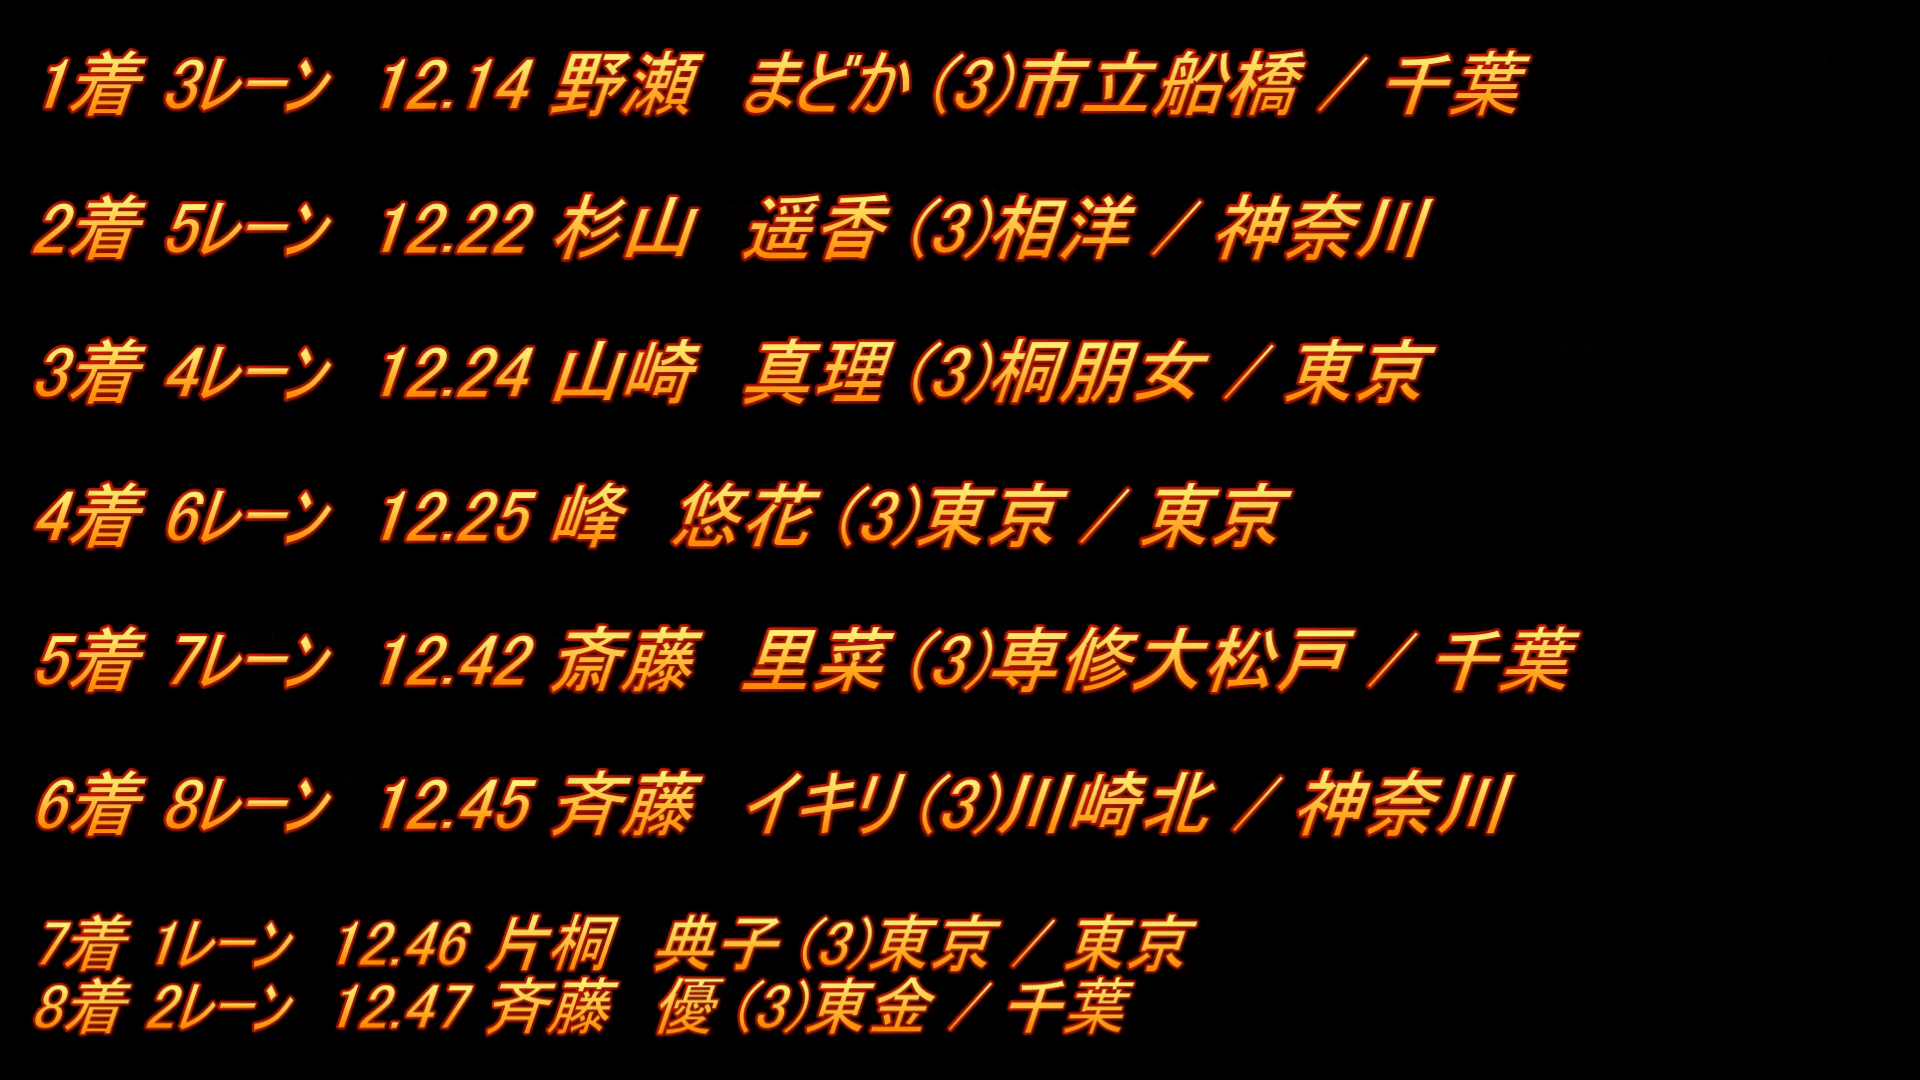 1着 3レーン 12.14 野瀬 まどか (3)市立船橋 / 千葉
2着 5レーン 12.22 杉山 遥香 (3)相洋 / 神奈川
3着 4レーン 12.24 山崎 真理 (3)桐朋女 / 東京
4着 6レーン 12.25 峰 悠花 (3)東京 / 東京
5着 7レーン 12.42 斎藤 里菜 (3)専修大松戸 / 千葉
6着 8レーン 12.45 斉藤 イキリ (3)川崎北 / 神奈川
7着 1レーン 12.46 片桐 典子 (3)東京 / 東京
8着 2レーン 12.47 斉藤 優 (3)東金 / 千葉